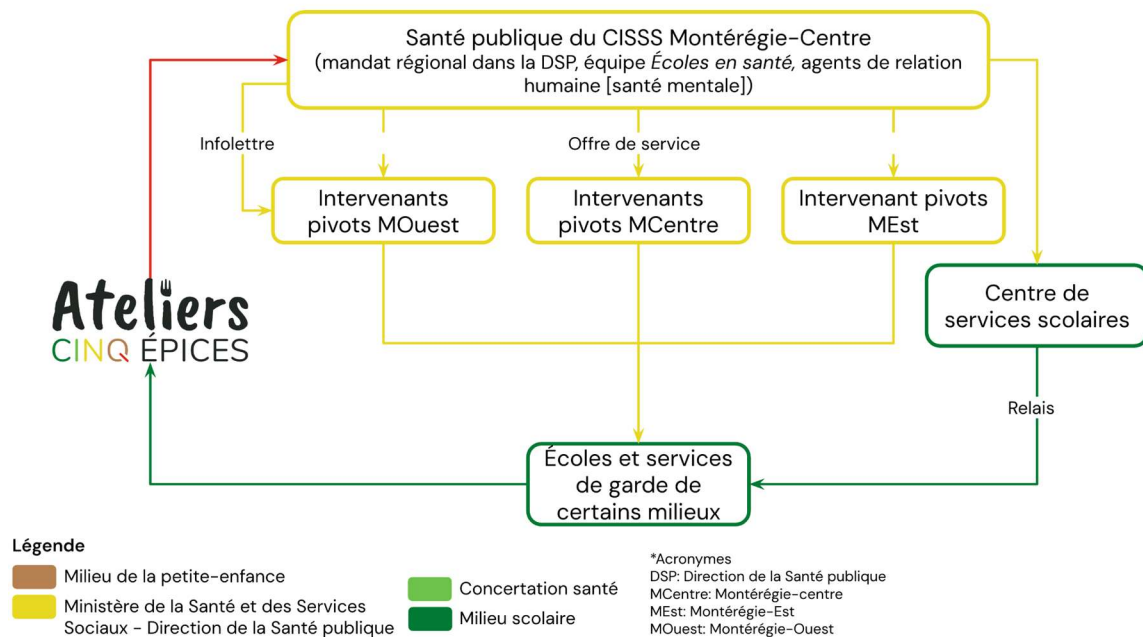 Santé publique du CISSS Montérégie-Centre
(mandat régional dans la DSP, équipe Écoles en santé, agents de relation
humaine [santé mentale])
Infolettre
Offre de service
Intervenants
pivots MOuest
Intervenants
pivots MCentre
Intervenant pivots
MEst
Ateliers
CINQ ÉPICES
Centre de
services scolaires
Relais
Écoles et services
de garde de
certains milieux
Légende
Milieu de la petite-enfance
Ministère de la Santé et des Services
Sociaux - Direction de la Santé publique
Concertation santé
Milieu scolaire
*Acronymes
DSP: Direction de la Santé publique
MCentre: Montérégie-centre
MEst: Montérégie-Est
MOuest: Montérégie-Ouest